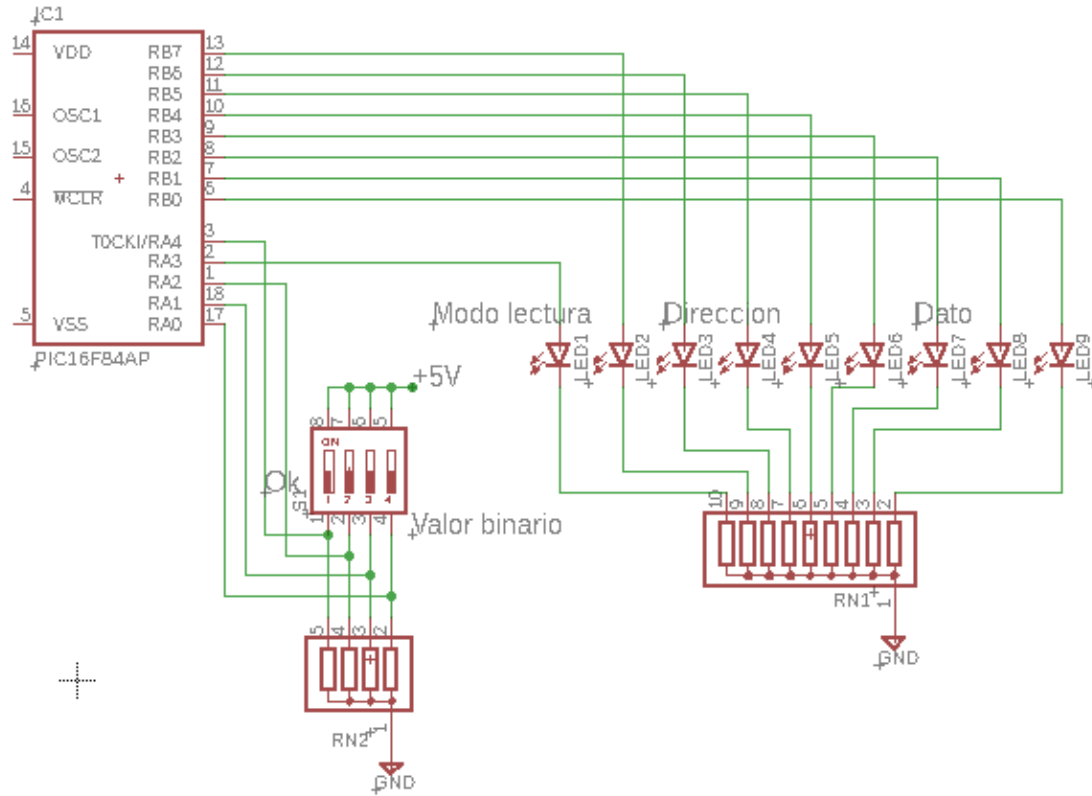 IC1
14 VDD RB7 13
RB6 12
RB5 11
16 OSC1 RB4 10
RB3 9
15 OSC2 RB2 8
RB1 7
4 MCLR RB0 6
T0CKI/RA4 3
RA3 2
RA2 1
RA1 18
5 VSS RA0 17
PIC16F84AP
Modo lectura Direccion Dato
LED1 LED2 LED3 LED4 LED5 LED6 LED7 LED8 LED9
+5V
8 7 6 5
ON
1 2 3 4
Ok
S1
1 2 3 4
Valor binario
10 9 8 7 6 5 4 3 2
RN1 1
GND
5 4 3 2
RN2 1
GND